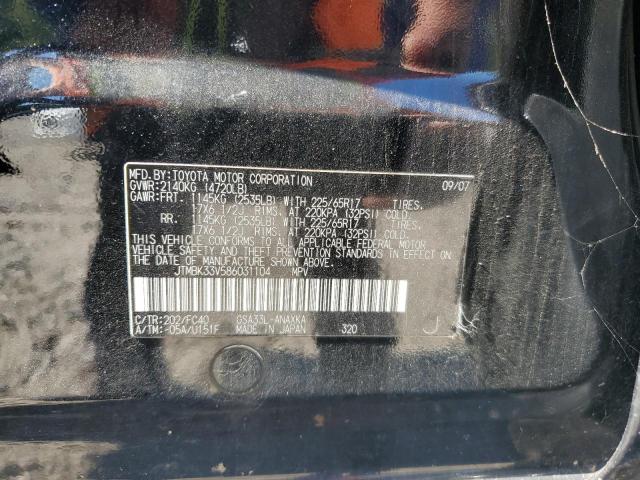 MFD.BY:TOYOTA MOTOR CORPORATION 09/07
GVWR:2140KG (4720LB)
GAWR:FRT. 1145KG (2535LB) WITH 225/65R17 TIRES,
17X6 1/2J RIMS, AT 220KPA (32PSI) COLD.
RR. 1145KG (2535LB) WITH 225/65R17 TIRES,
17X6 1/2J RIMS, AT 220KPA (32PSI) COLD.
THIS VEHICLE CONFORMS TO ALL APPLICABLE FEDERAL MOTOR
VEHICLE SAFETY AND THEFT PREVENTION STANDARDS IN EFFECT ON
THE DATE OF MANUFACTURE SHOWN ABOVE.
JTMBK33V586031104 MPV
C/TR:202/FC40 GSA33L-ANAXKA
A/TM:-05A/U151F MADE IN JAPAN 320 J